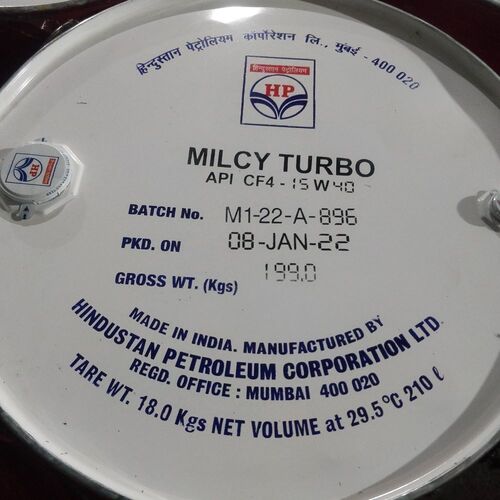 हिन्दुस्तान पेट्रोलियम कॉर्पोरेशन लि., मुंबई - 400 020
हिन्दुस्तान पेट्रोलियम
HP
MILCY TURBO
API CF4 - 15W40
BATCH No. M1-22-A-896
PKD. ON 08-JAN-22
GROSS WT. (Kgs) 199.0
MADE IN INDIA. MANUFACTURED BY
HINDUSTAN PETROLEUM CORPORATION LTD.
REGD. OFFICE : MUMBAI 400 020
TARE WT. 18.0 Kgs NET VOLUME at 29.5°C 210 ℓ